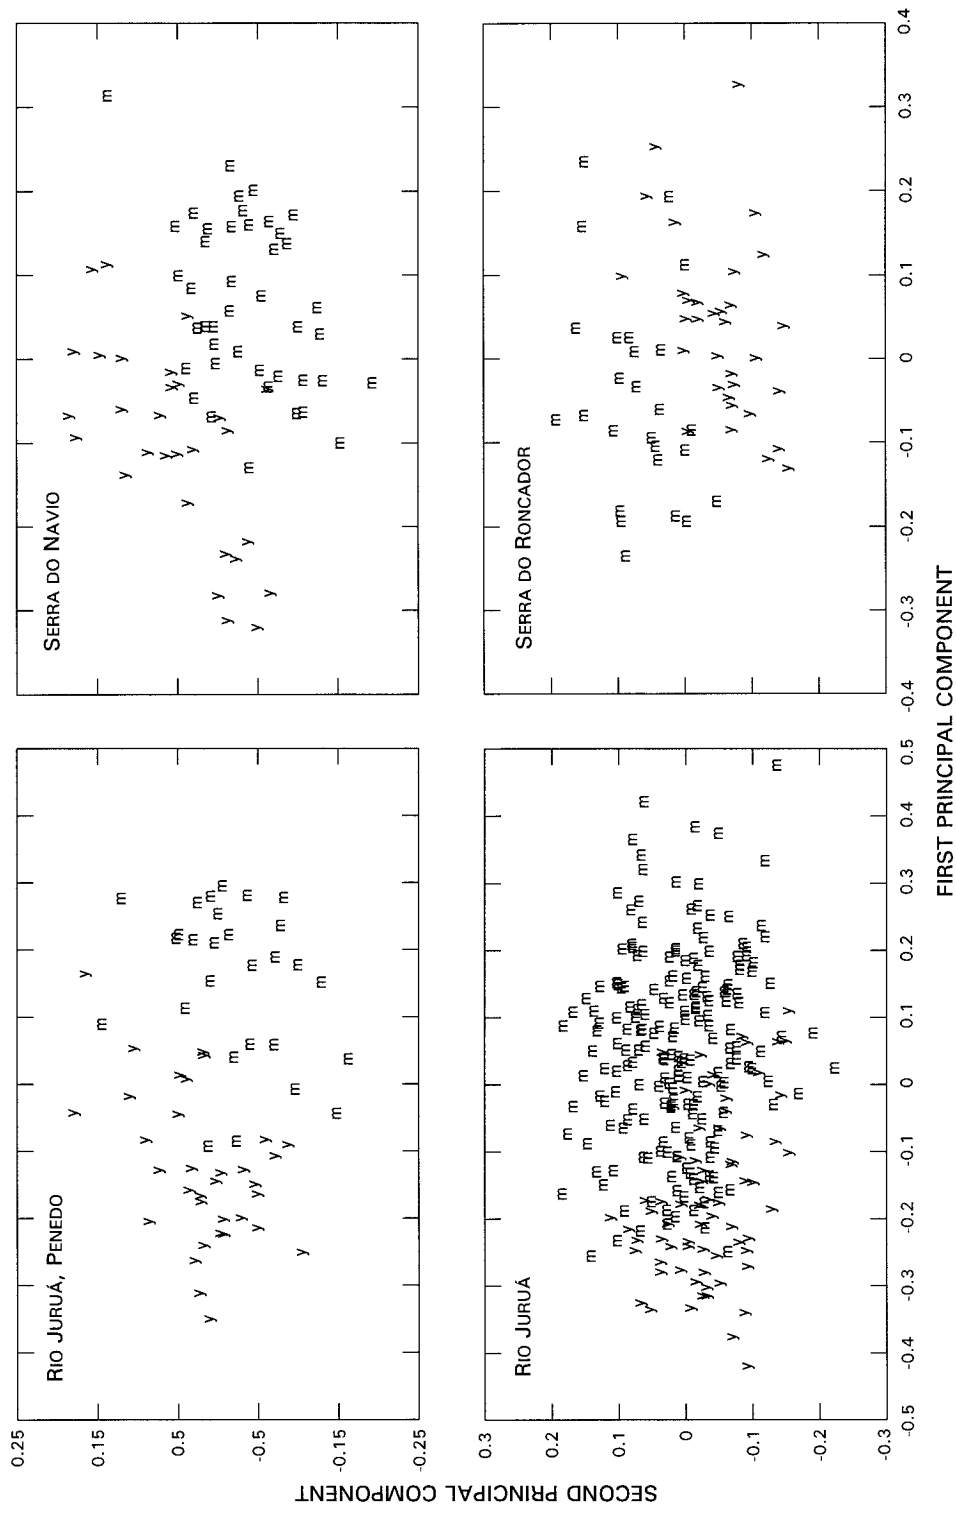 RIO JURUÁ, PENEDO
SERRA DO NAVIO
0.25
0.15
0.5
-0.5
-0.15
-0.25
SECOND PRINCIPAL COMPONENT
RIO JURUÁ
SERRA DO RONCADOR
0.3
0.2
0.1
0
-0.1
-0.2
-0.3
-0.5 -0.4 -0.3 -0.2 -0.1 0 0.1 0.2 0.3 0.4 0.5
-0.4 -0.3 -0.2 -0.1 0 0.1 0.2 0.3 0.4
FIRST PRINCIPAL COMPONENT